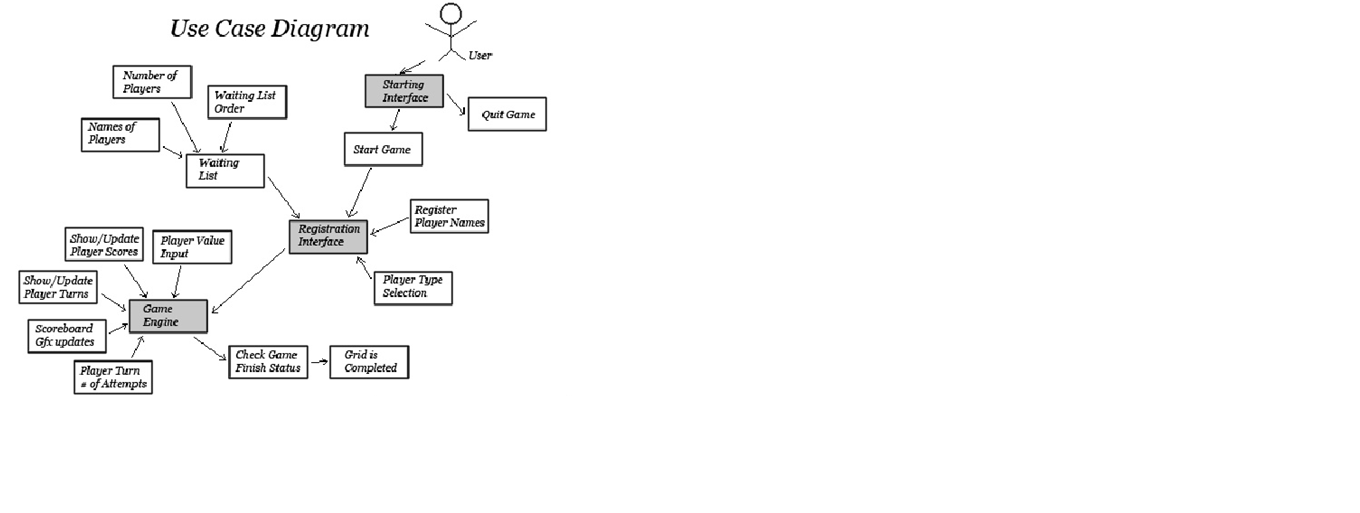 Use Case Diagram
User
Number of
Players
Waiting List
Order
Starting
Interface
Quit Game
Names of
Players
Start Game
Waiting
List
Register
Player Names
Registration
Interface
Show/Update
Player Scores
Player Value
Input
Player Type
Selection
Show/Update
Player Turns
Game
Engine
Scoreboard
Gfx updates
Check Game
Finish Status
Grid is
Completed
Player Turn
# of Attempts